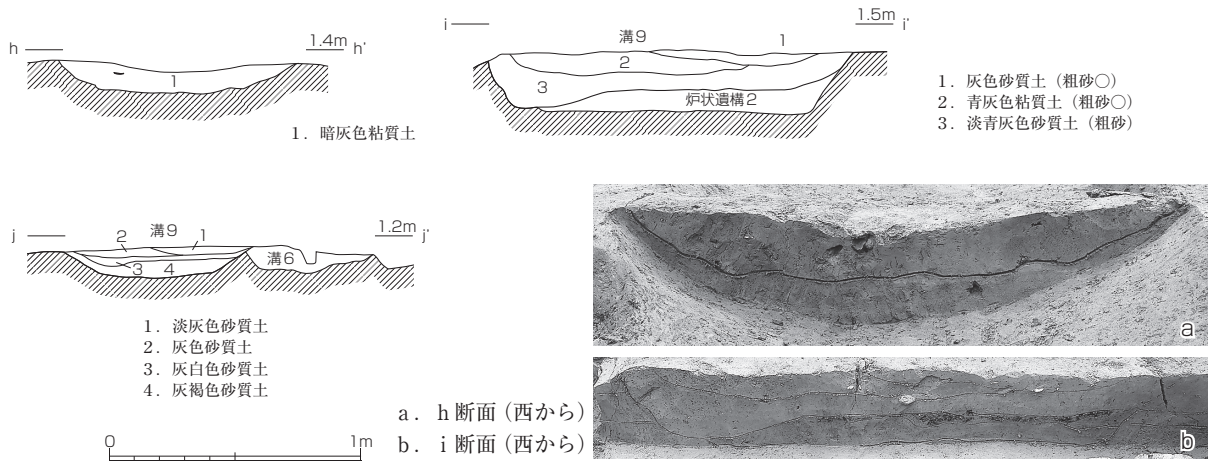 h 1.4m h'
1
1．暗灰色粘質土
i 溝9 1 1.5m i'
2
3
炉状遺構2
1．灰色砂質土（粗砂○）
2．青灰色粘質土（粗砂○）
3．淡青灰色砂質土（粗砂）
j 溝9 1.2m j'
2 1
3 4 溝6
1．淡灰色砂質土
2．灰色砂質土
3．灰白色砂質土
4．灰褐色砂質土
0 1m
a．h断面（西から）
b．i断面（西から）
a
b